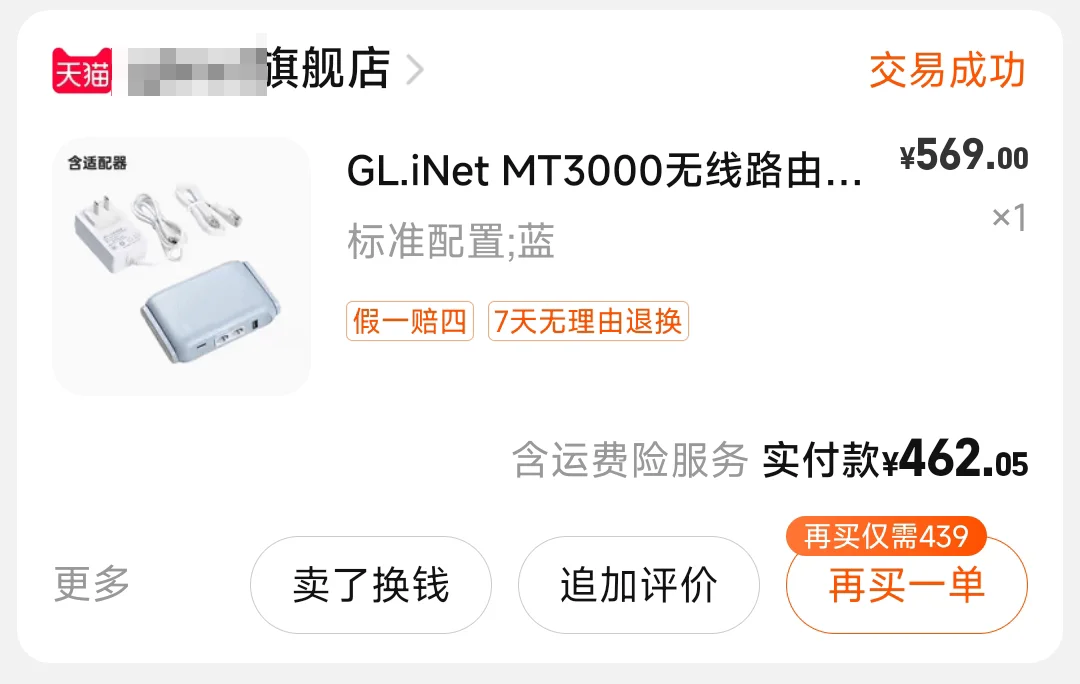 天猫 旗舰店
交易成功
含适配器
GL.iNet MT3000无线路由...
¥569.00
标准配置;蓝
×1
假一赔四 7天无理由退换
含运费险服务 实付款¥462.05
再买仅需439
更多 卖了换钱 追加评价 再买一单